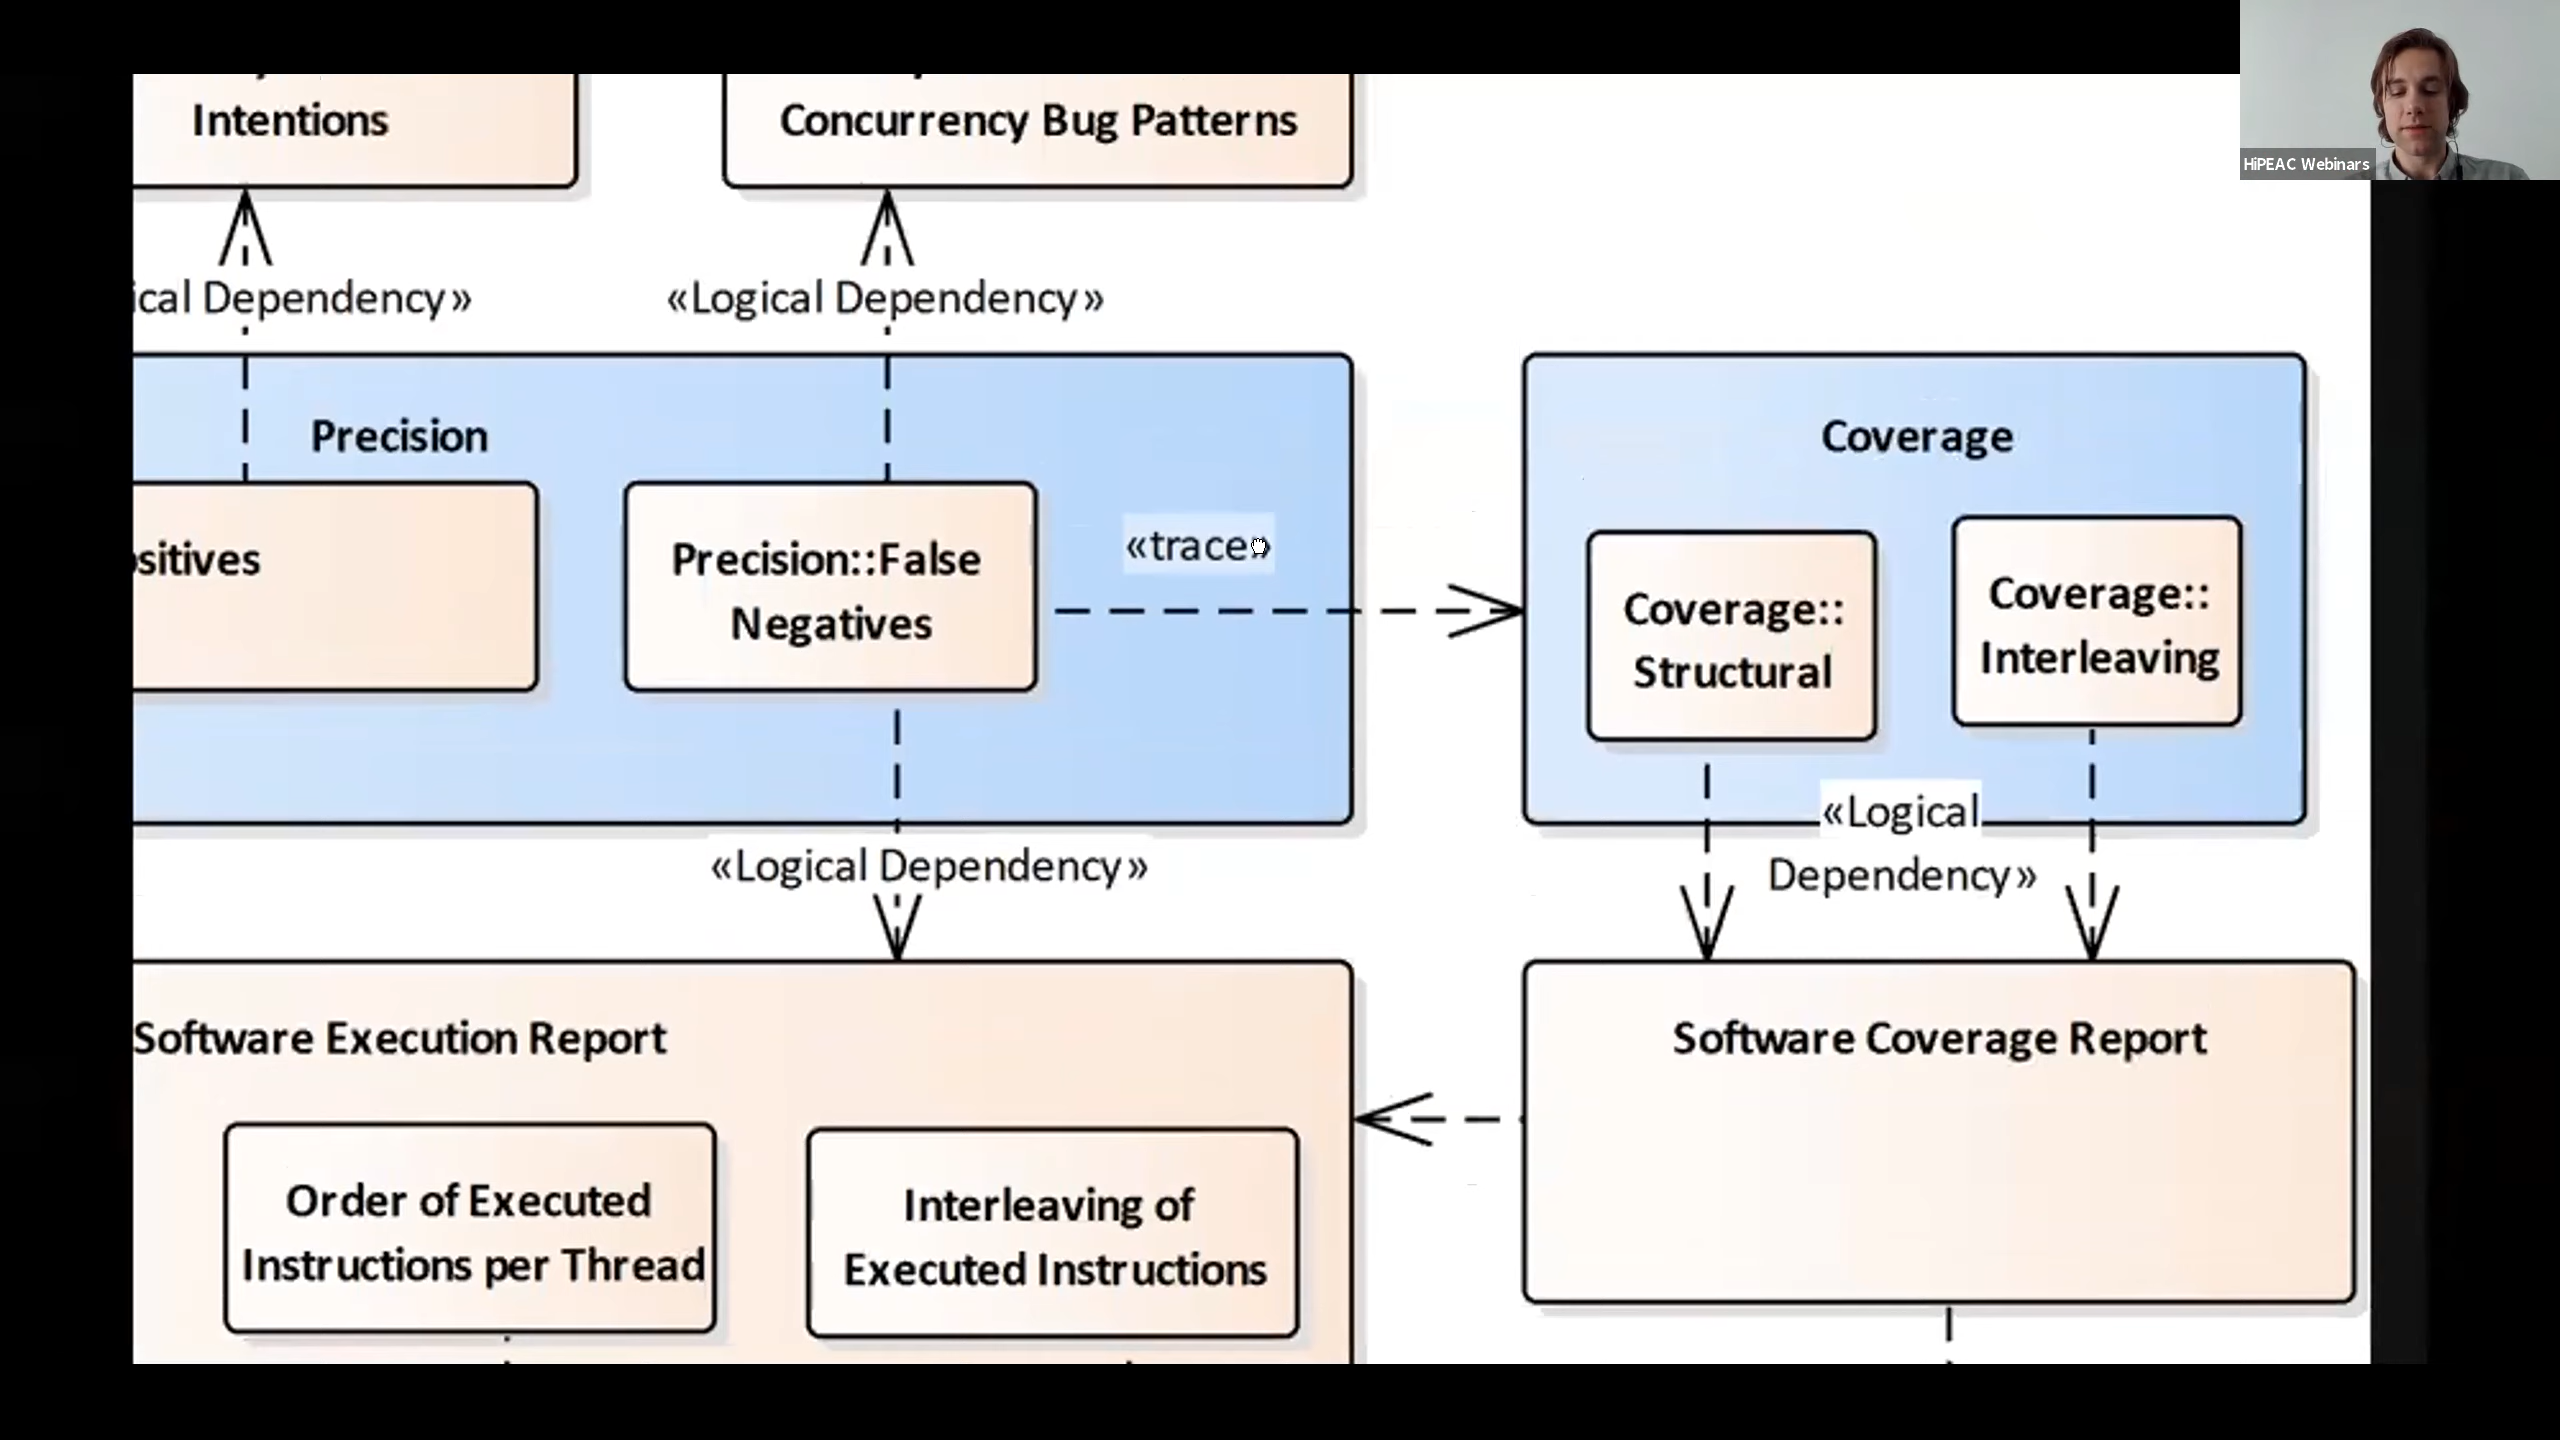 HiPEAC Webinars
Intentions
Concurrency Bug Patterns
Dependency»
«Logical Dependency»
Precision
Coverage
«trace»
Precision::False
Negatives
Coverage::
Structural
Coverage::
Interleaving
«Logical
Dependency»
«Logical Dependency»
Software Execution Report
Software Coverage Report
Order of Executed
Instructions per Thread
Interleaving of
Executed Instructions